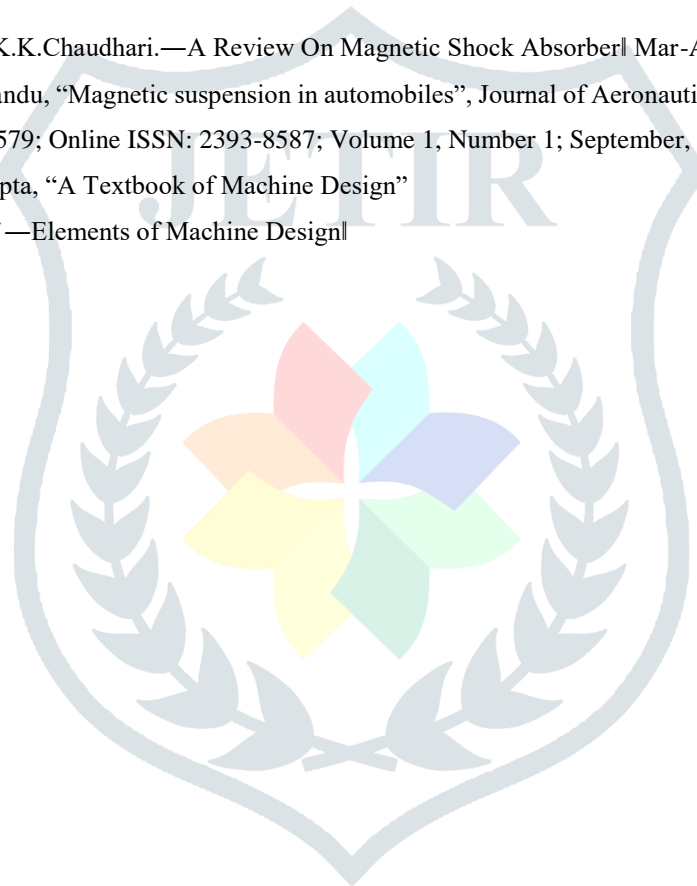 K.K.Chaudhari.―A Review On Magnetic Shock Absorber‖ Mar-A
andu, “Magnetic suspension in automobiles”, Journal of Aeronauti
579; Online ISSN: 2393-8587; Volume 1, Number 1; September,
pta, “A Textbook of Machine Design”
―Elements of Machine Design‖
JETIR